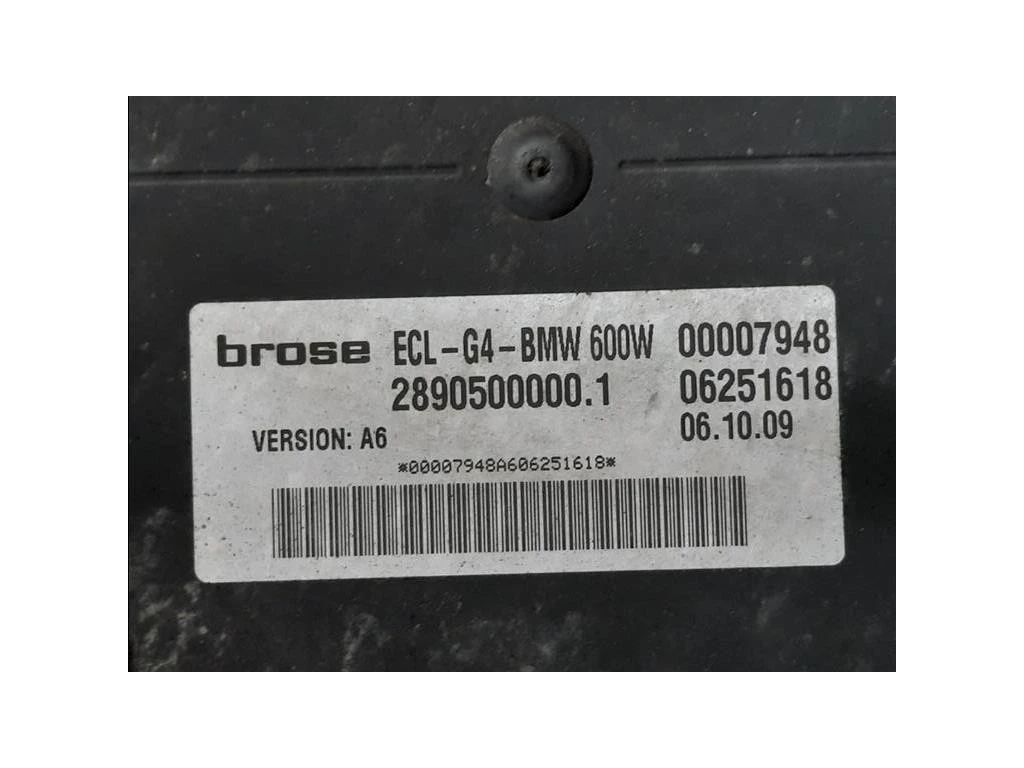 brose ECL-G4-BMW 600W 00007948
2890500000.1 06251618
VERSION: A6 06.10.09
*00007948A606251618*